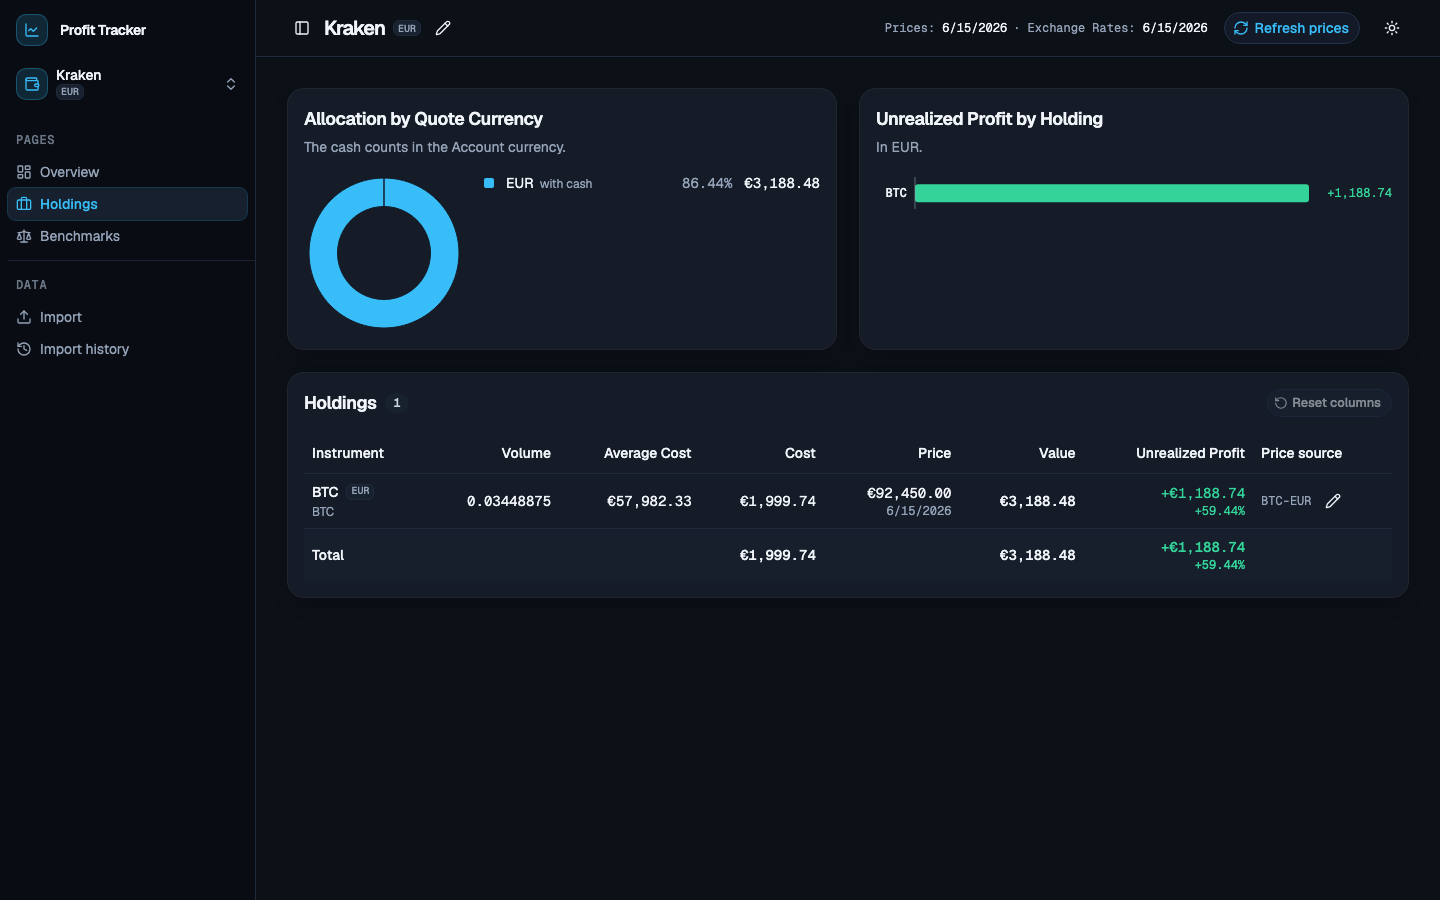 Profit Tracker
Kraken
EUR
PAGES
Overview
Holdings
Benchmarks
DATA
Import
Import history
Kraken EUR
Prices: 6/15/2026 · Exchange Rates: 6/15/2026
Refresh prices
Allocation by Quote Currency
The cash counts in the Account currency.
EUR with cash 86.44% €3,188.48
Unrealized Profit by Holding
In EUR.
BTC +1,188.74
Holdings 1
Reset columns
Instrument Volume Average Cost Cost Price Value Unrealized Profit Price source
BTC EUR
BTC
0.03448875 €57,982.33 €1,999.74 €92,450.00
6/15/2026
€3,188.48 +€1,188.74
+59.44%
BTC-EUR
Total €1,999.74 €3,188.48 +€1,188.74
+59.44%